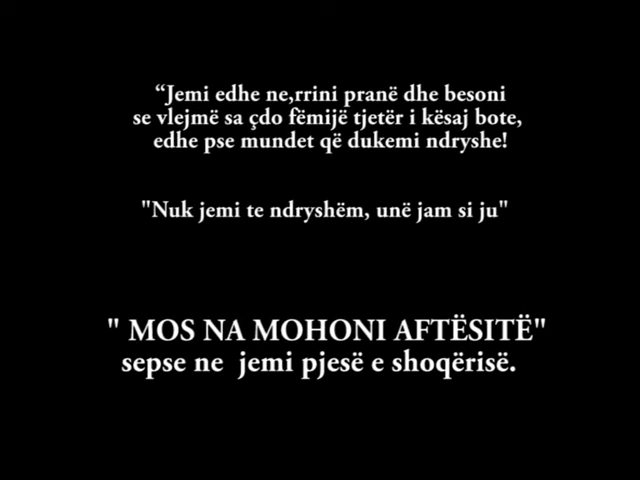 “Jemi edhe ne,rrini pranë dhe besoni
se vlejmë sa çdo fëmijë tjetër i kësaj bote,
edhe pse mundet që dukemi ndryshe!
"Nuk jemi te ndryshëm, unë jam si ju"
" MOS NA MOHONI AFTËSITË"
sepse ne  jemi pjesë e shoqërisë.